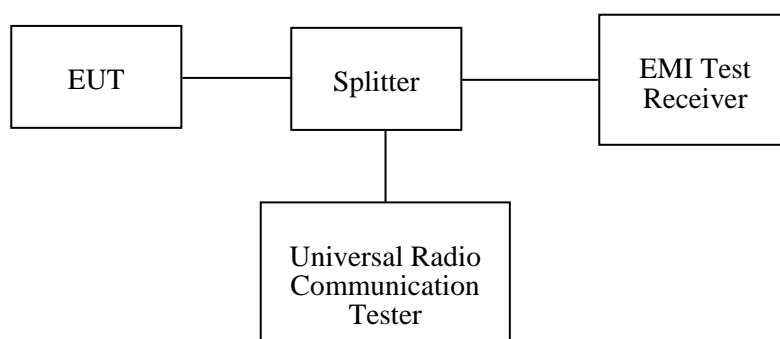 EUT
Splitter
EMI Test
Receiver
Universal Radio
Communication
Tester